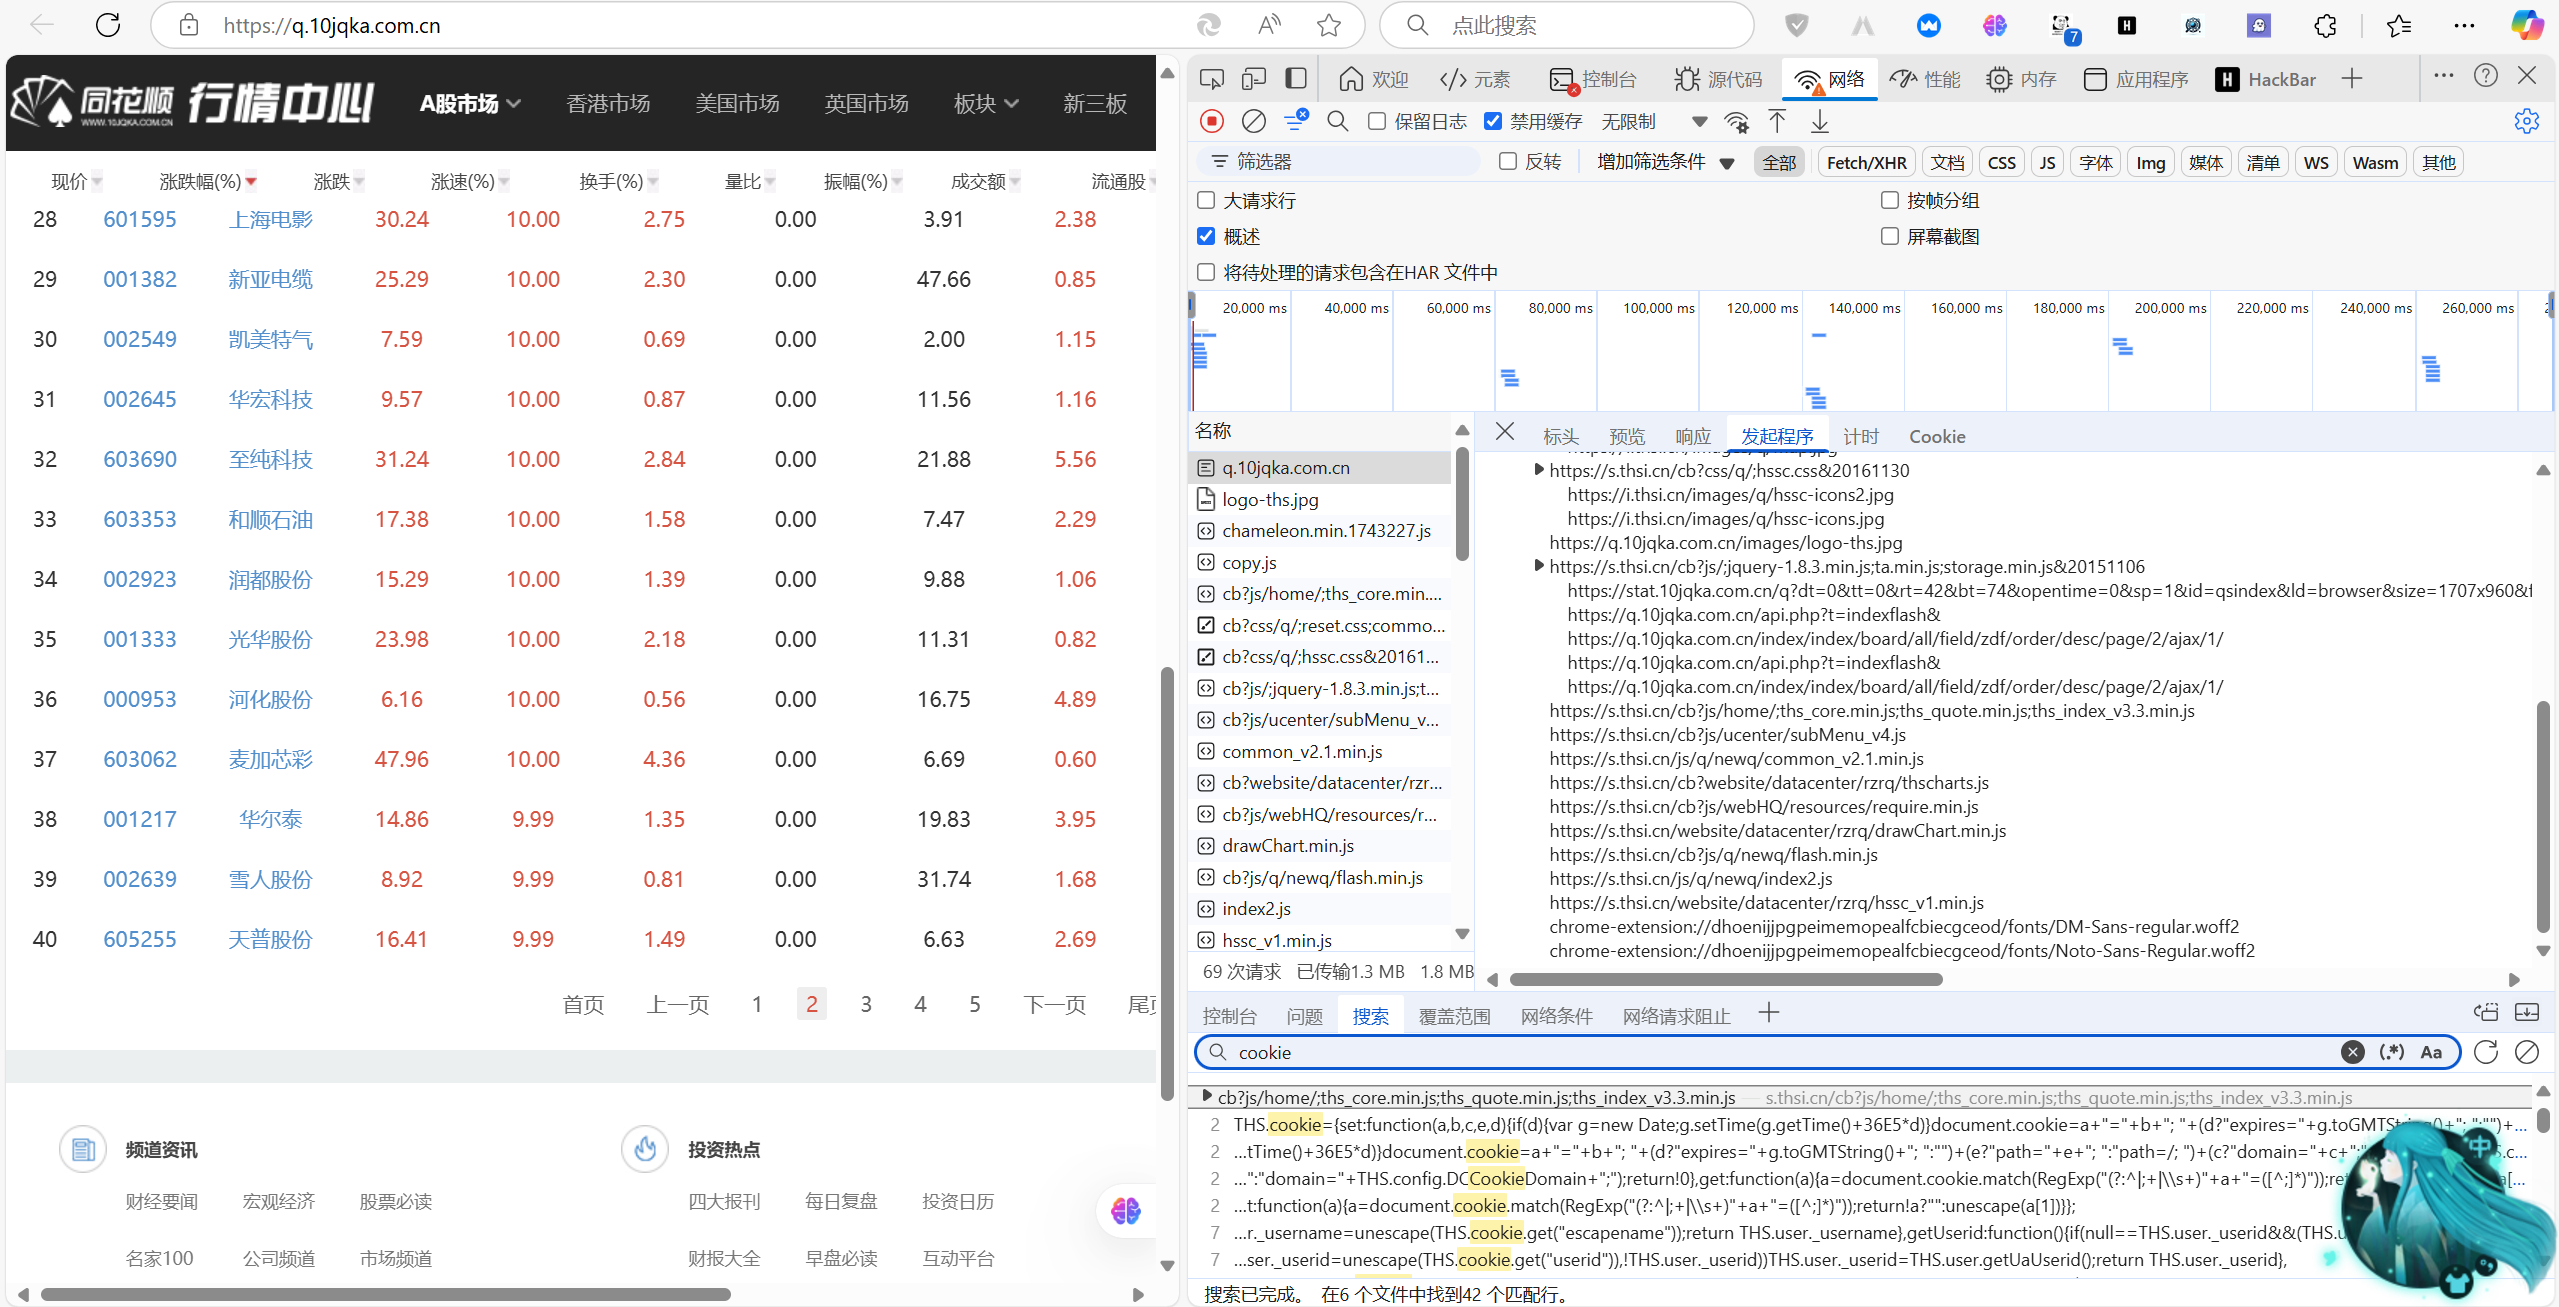 https://q.10jqka.com.cn
点此搜索
7
同花顺 行情中心
WWW.10JQKA.COM.CN
A股市场 香港市场 美国市场 英国市场 板块 新三板
现价 涨跌幅(%) 涨跌 涨速(%) 换手(%) 量比 振幅(%) 成交额 流通股
28 601595 上海电影 30.24 10.00 2.75 0.00 3.91 2.38
29 001382 新亚电缆 25.29 10.00 2.30 0.00 47.66 0.85
30 002549 凯美特气 7.59 10.00 0.69 0.00 2.00 1.15
31 002645 华宏科技 9.57 10.00 0.87 0.00 11.56 1.16
32 603690 至纯科技 31.24 10.00 2.84 0.00 21.88 5.56
33 603353 和顺石油 17.38 10.00 1.58 0.00 7.47 2.29
34 002923 润都股份 15.29 10.00 1.39 0.00 9.88 1.06
35 001333 光华股份 23.98 10.00 2.18 0.00 11.31 0.82
36 000953 河化股份 6.16 10.00 0.56 0.00 16.75 4.89
37 603062 麦加芯彩 47.96 10.00 4.36 0.00 6.69 0.60
38 001217 华尔泰 14.86 9.99 1.35 0.00 19.83 3.95
39 002639 雪人股份 8.92 9.99 0.81 0.00 31.74 1.68
40 605255 天普股份 16.41 9.99 1.49 0.00 6.63 2.69
首页 上一页 1 2 3 4 5 下一页
频道资讯
财经要闻 宏观经济 股票必读
名家100 公司频道 市场频道
投资热点
四大报刊 每日复盘 投资日历
财报大全 早盘必读 互动平台
欢迎 元素 控制台 源代码 网络 性能 内存 应用程序 H HackBar
保留日志 禁用缓存 无限制
筛选器 反转 增加筛选条件 全部 Fetch/XHR 文档 CSS JS 字体 Img 媒体 清单 WS Wasm 其他
大请求行 按帧分组
概述 屏幕截图
将待处理的请求包含在HAR 文件中
20,000 ms 40,000 ms 60,000 ms 80,000 ms 100,000 ms 120,000 ms 140,000 ms 160,000 ms 180,000 ms 200,000 ms 220,000 ms 240,000 ms 260,000 ms
名称
q.10jqka.com.cn
logo-ths.jpg
chameleon.min.1743227.js
copy.js
cb?js/home/;ths_core.min....
cb?css/q/;reset.css;commo...
cb?css/q/;hssc.css&20161...
cb?js/;jquery-1.8.3.min.js;t...
cb?js/ucenter/subMenu_v...
common_v2.1.min.js
cb?website/datacenter/rzr...
cb?js/webHQ/resources/r...
drawChart.min.js
cb?js/q/newq/flash.min.js
index2.js
hssc_v1.min.js
69 次请求 已传输1.3 MB 1.8 MB
标头 预览 响应 发起程序 计时 Cookie
https://s.thsi.cn/cb?css/q/;hssc.css&20161130
https://i.thsi.cn/images/q/hssc-icons2.jpg
https://i.thsi.cn/images/q/hssc-icons.jpg
https://q.10jqka.com.cn/images/logo-ths.jpg
https://s.thsi.cn/cb?js/;jquery-1.8.3.min.js;ta.min.js;storage.min.js&20151106
https://stat.10jqka.com.cn/q?dt=0&tt=0&rt=42&bt=74&opentime=0&sp=1&id=qsindex&ld=browser&size=1707x960&f
https://q.10jqka.com.cn/api.php?t=indexflash&
https://q.10jqka.com.cn/index/index/board/all/field/zdf/order/desc/page/2/ajax/1/
https://q.10jqka.com.cn/api.php?t=indexflash&
https://q.10jqka.com.cn/index/index/board/all/field/zdf/order/desc/page/2/ajax/1/
https://s.thsi.cn/cb?js/home/;ths_core.min.js;ths_quote.min.js;ths_index_v3.3.min.js
https://s.thsi.cn/cb?js/ucenter/subMenu_v4.js
https://s.thsi.cn/js/q/newq/common_v2.1.min.js
https://s.thsi.cn/cb?website/datacenter/rzrq/thscharts.js
https://s.thsi.cn/cb?js/webHQ/resources/require.min.js
https://s.thsi.cn/website/datacenter/rzrq/drawChart.min.js
https://s.thsi.cn/cb?js/q/newq/flash.min.js
https://s.thsi.cn/js/q/newq/index2.js
https://s.thsi.cn/website/datacenter/rzrq/hssc_v1.min.js
chrome-extension://dhoenijjpgpeimemopealfcbiecgceod/fonts/DM-Sans-regular.woff2
chrome-extension://dhoenijjpgpeimemopealfcbiecgceod/fonts/Noto-Sans-Regular.woff2
控制台 问题 搜索 覆盖范围 网络条件 网络请求阻止
cookie (.*) Aa
cb?js/home/;ths_core.min.js;ths_quote.min.js;ths_index_v3.3.min.js — s.thsi.cn/cb?js/home/;ths_core.min.js;ths_quote.min.js;ths_index_v3.3.min.js
2 THS.cookie={set:function(a,b,c,e,d){if(d){var g=new Date;g.setTime(g.getTime()+36E5*d)}document.cookie=a+"="+b+"; "+(d?"expires="+g.toGMTString()+"; ":"")+...
2 ...tTime()+36E5*d)}document.cookie=a+"="+b+"; "+(d?"expires="+g.toGMTString()+"; ":"")+(e?"path="+e+"; ":"path=/; ")+(c?"domain="+c+";"
2 ...":"domain="+THS.config.DCCookieDomain+";");return!0},get:function(a){a=document.cookie.match(RegExp("(?:^|;+|\\s+)"+a+"=([^;]*)"));ret
2 ...t:function(a){a=document.cookie.match(RegExp("(?:^|;+|\\s+)"+a+"=([^;]*)"));return!a?"":unescape(a[1])}};
7 ...r._username=unescape(THS.cookie.get("escapename"));return THS.user._username},getUserid:function(){if(null==THS.user._userid&&(THS.u
7 ...ser._userid=unescape(THS.cookie.get("userid")),!THS.user._userid))THS.user._userid=THS.user.getUaUserid();return THS.user._userid},
中
搜索已完成。 在6 个文件中找到42 个匹配行。